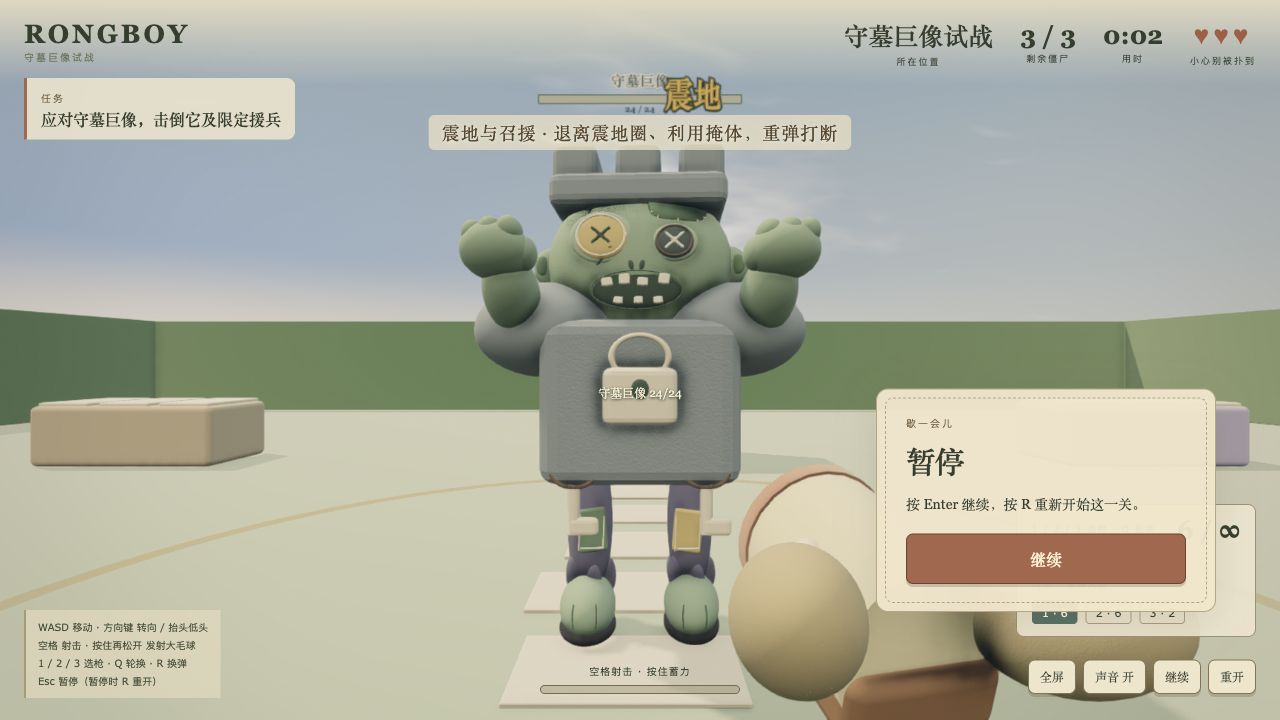 RONGBOY
守墓巨像试战
守墓巨像试战
所在位置
3 / 3
剩余僵尸
0:02
用时
♥♥♥
小心别被扑到
任务
应对守墓巨像，击倒它及限定援兵
守墓巨像
震地
24 / 24
震地与召援 · 退离震地圈、利用掩体，重弹打断
守墓巨像 24/24
歇一会儿
暂停
按 Enter 继续，按 R 重新开始这一关。
继续
6 / ∞
1 · 6
2 · 6
3 · 2
WASD 移动 · 方向键 转向 / 抬头低头
空格 射击 · 按住再松开 发射大毛球
1 / 2 / 3 选枪 · Q 轮换 · R 换弹
Esc 暂停（暂停时 R 重开）
空格射击 · 按住蓄力
全屏
声音 开
继续
重开